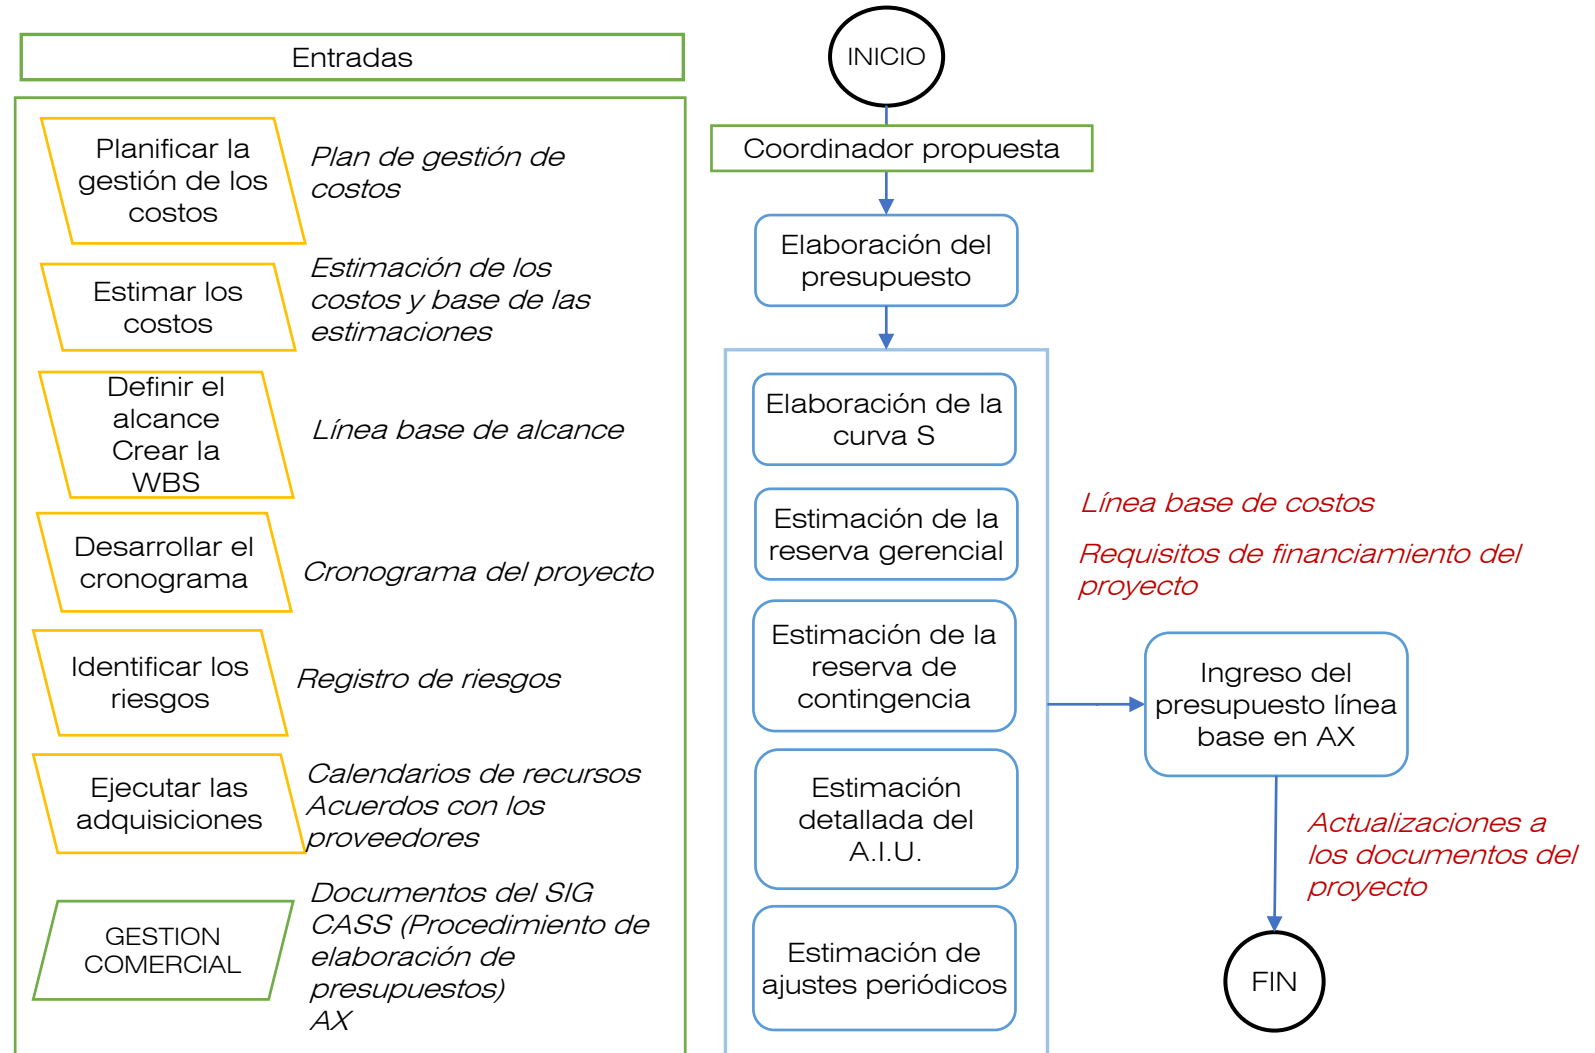 Entradas
Planificar la
gestión de los
costos
Plan de gestión de
costos
Estimar los
costos
Estimación de los
costos y base de las
estimaciones
Definir el
alcance
Crear la
WBS
Línea base de alcance
Desarrollar el
cronograma
Cronograma del proyecto
Identificar los
riesgos
Registro de riesgos
Ejecutar las
adquisiciones
Calendarios de recursos
Acuerdos con los
proveedores
GESTION
COMERCIAL
Documentos del SIG
CASS (Procedimiento de
elaboración de
presupuestos)
AX
INICIO
Coordinador propuesta
Elaboración del
presupuesto
Elaboración de la
curva S
Estimación de la
reserva gerencial
Estimación de la
reserva de
contingencia
Estimación
detallada del
A.I.U.
Estimación de
ajustes periódicos
Línea base de costos
Requisitos de financiamiento del
proyecto
Ingreso del
presupuesto línea
base en AX
Actualizaciones a
los documentos del
proyecto
FIN